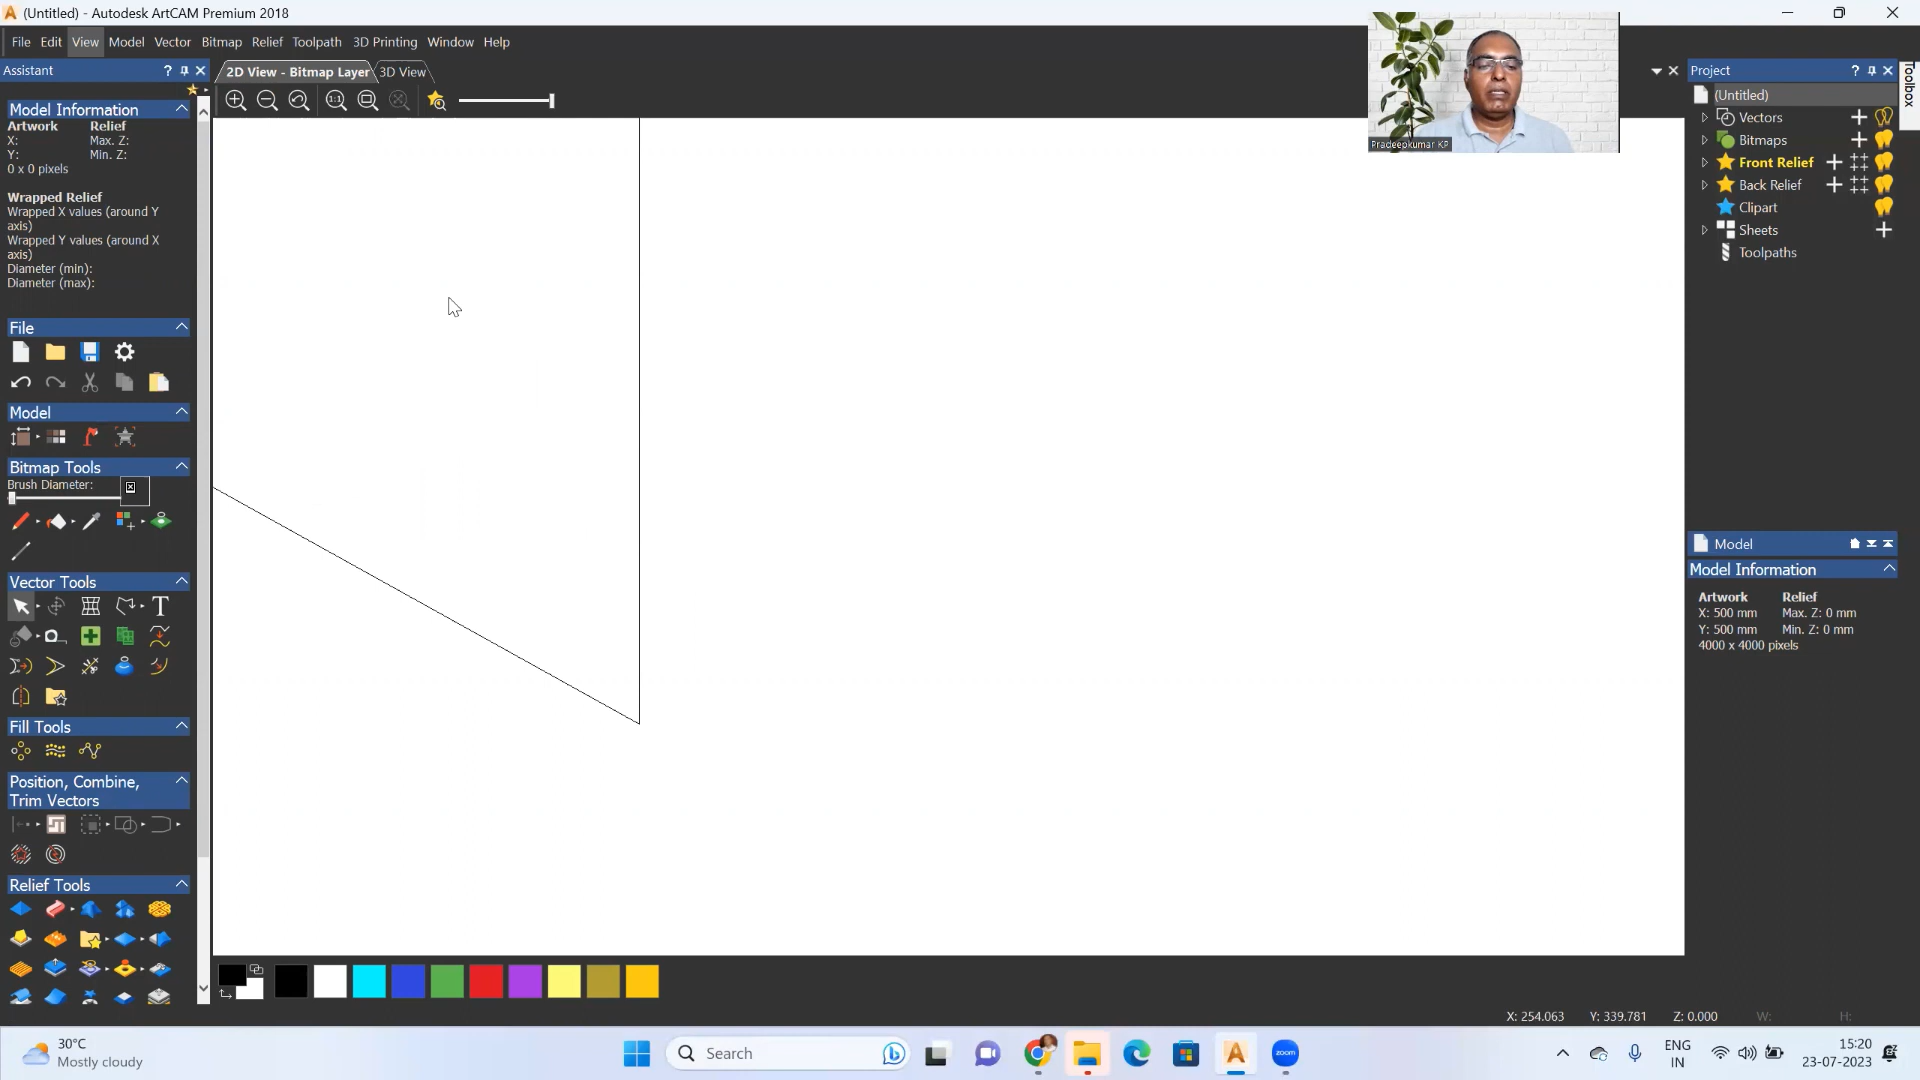 (Untitled) - Autodesk ArtCAM Premium 2018
File Edit View Model Vector Bitmap Relief Toolpath 3D Printing Window Help
Assistant
2D View - Bitmap Layer
3D View
Model Information
Artwork Relief
X: Max. Z:
Y: Min. Z:
0 x 0 pixels
Wrapped Relief
Wrapped X values (around Y
axis)
Wrapped Y values (around X
axis)
Diameter (min):
Diameter (max):
File
Model
Bitmap Tools
Brush Diameter:
Vector Tools
T
Fill Tools
Position, Combine,
Trim Vectors
Relief Tools
1:1
Pradeepkumar KP
Project
Toolbox
(Untitled)
Vectors
Bitmaps
Front Relief
Back Relief
Clipart
Sheets
Toolpaths
Model
Model Information
Artwork Relief
X: 500 mm Max. Z: 0 mm
Y: 500 mm Min. Z: 0 mm
4000 x 4000 pixels
X: 254.063 Y: 339.781 Z: 0.000 W: H:
30°C
Mostly cloudy
Search
zoom
ENG
IN
15:20
23-07-2023